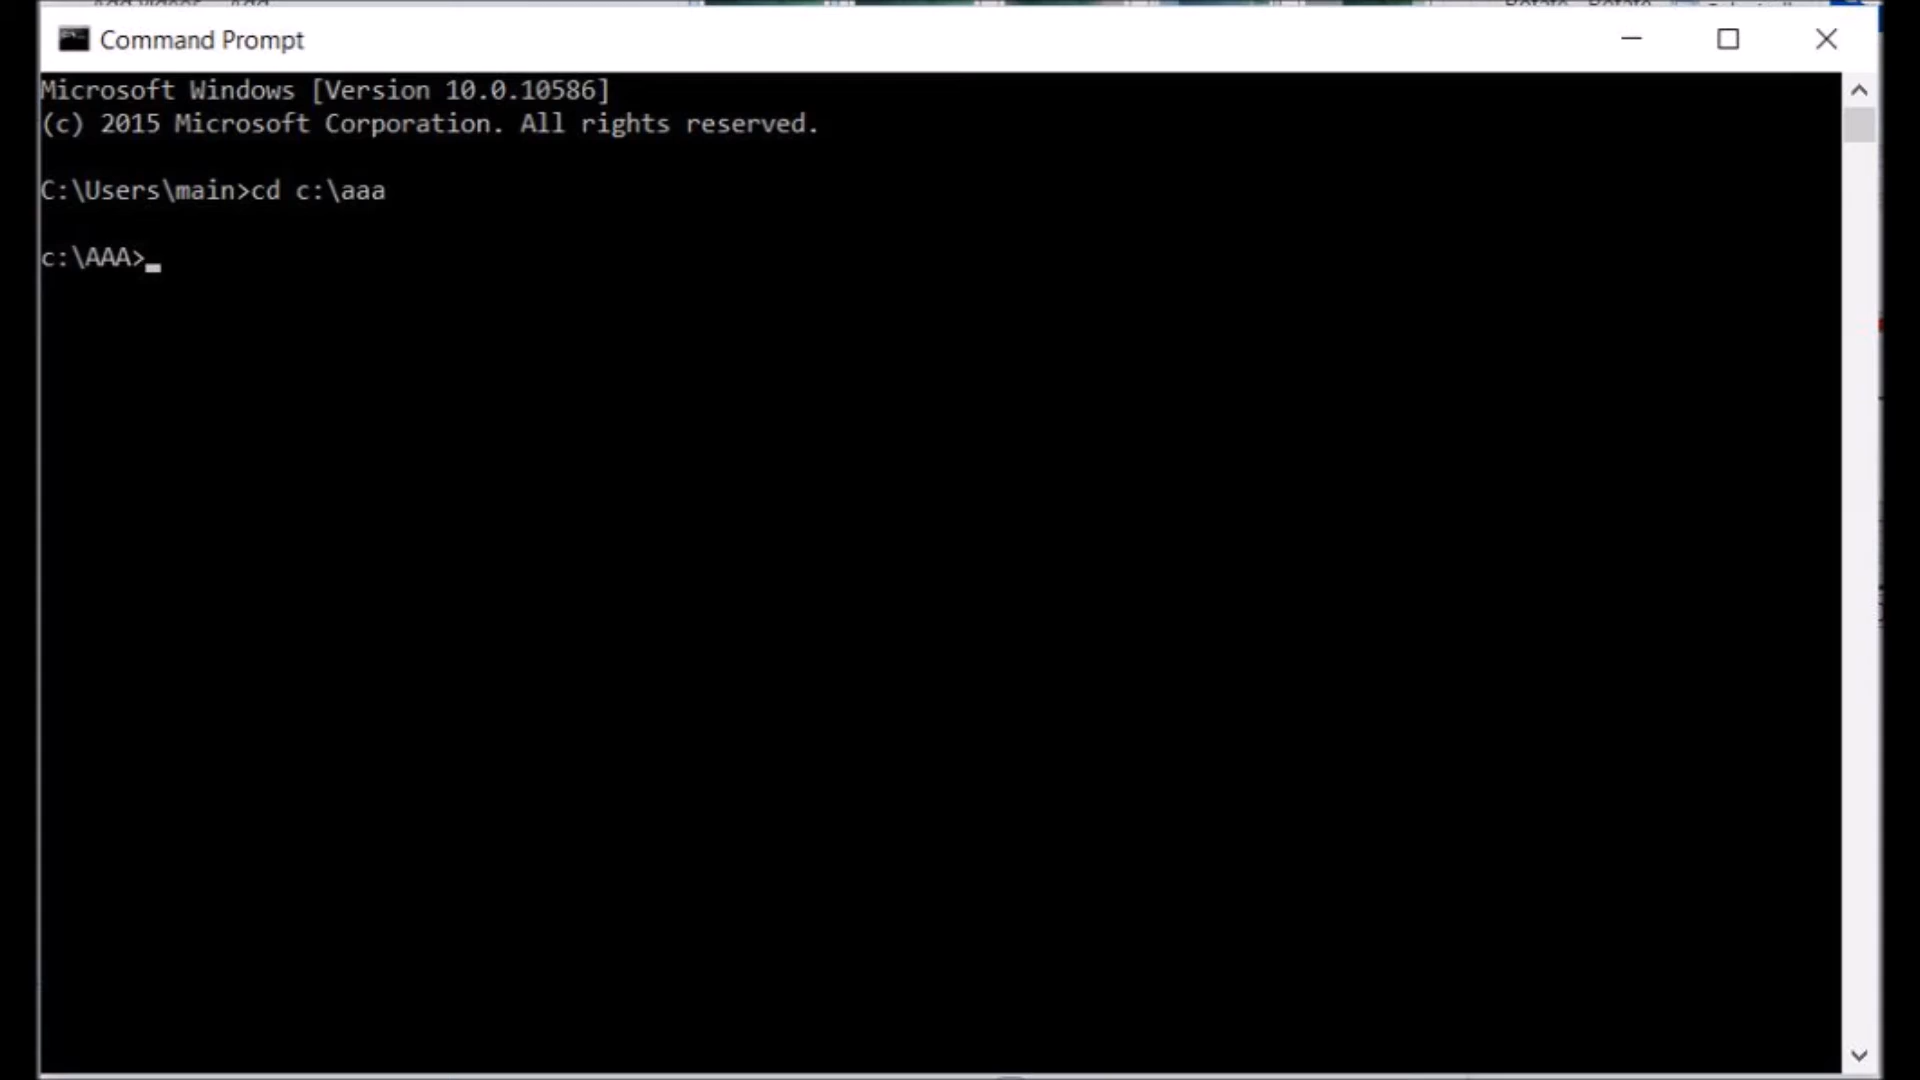 Command Prompt
Microsoft Windows [Version 10.0.10586]
(c) 2015 Microsoft Corporation. All rights reserved.
C:\Users\main>cd c:\aaa
c:\AAA>